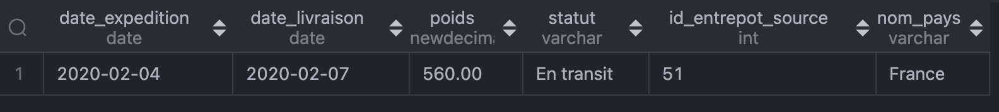 date_expedition date_livraison poids statut id_entrepot_source nom_pays
date date newdecima varchar int varchar
1 2020-02-04 2020-02-07 560.00 En transit 51 France